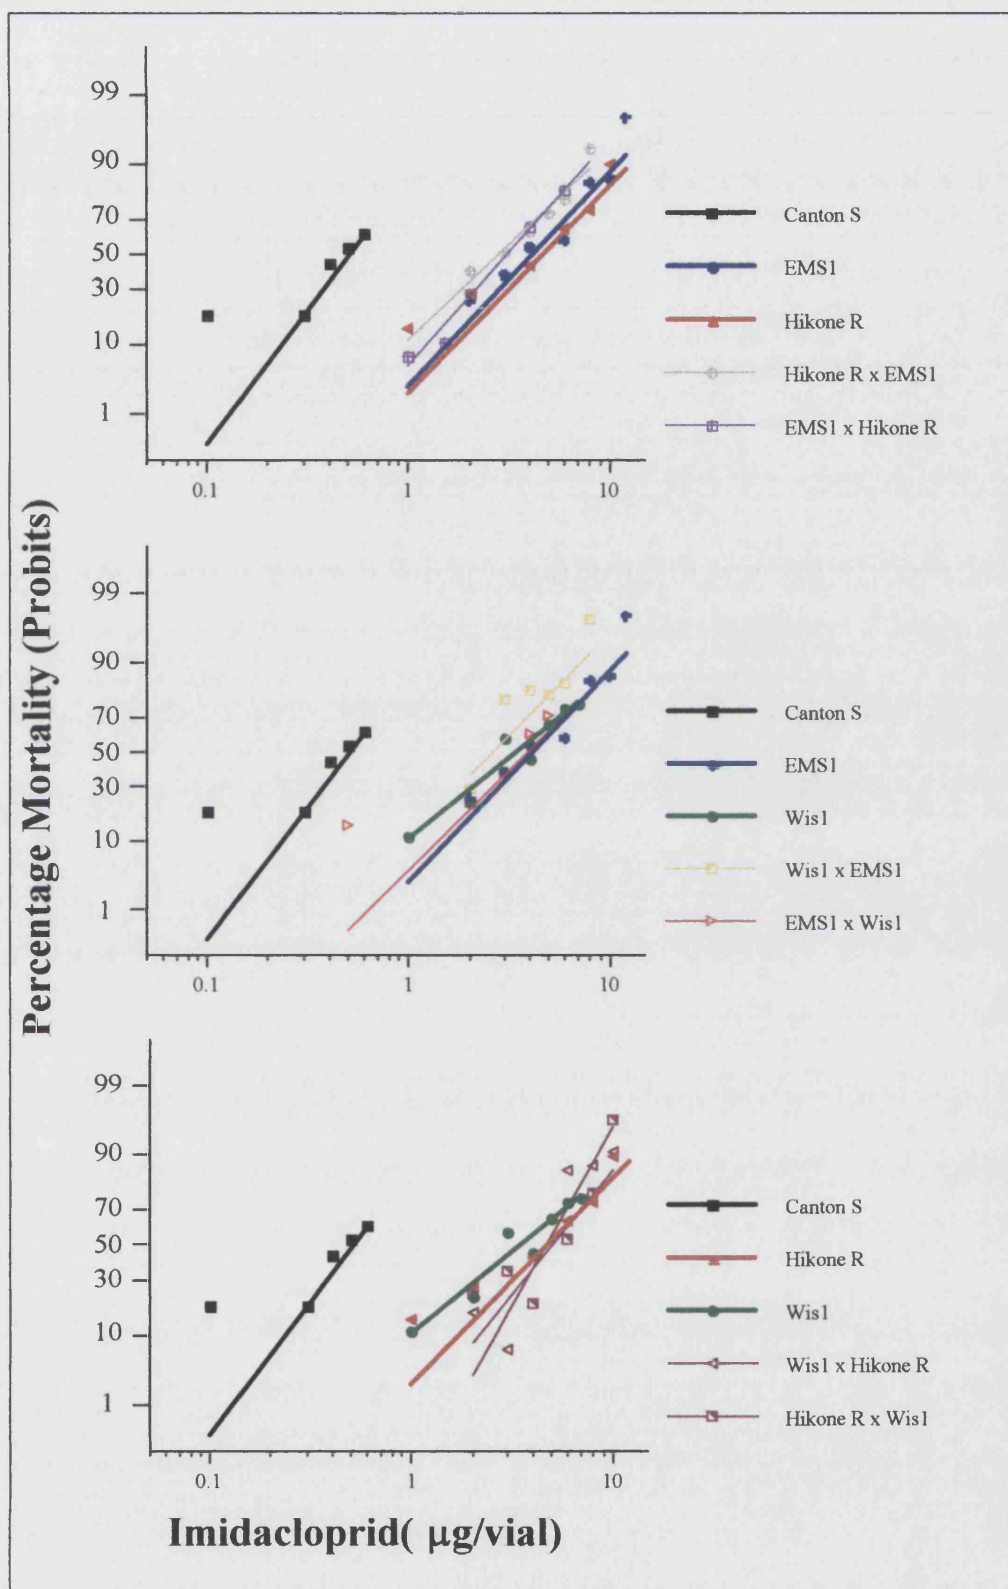 99
90
70
50
30
10
1
0.1
1
10
Canton S
EMS1
Hikone R
Hikone R x EMS1
EMS1 x Hikone R
Percentage Mortality (Probits)
99
90
70
50
30
10
1
0.1
1
10
Canton S
EMS1
Wis1
Wis1 x EMS1
EMS1 x Wis1
99
90
70
50
30
10
1
0.1
1
10
Canton S
Hikone R
Wis1
Wis1 x Hikone R
Hikone R x Wis1
Imidacloprid( µg/vial)